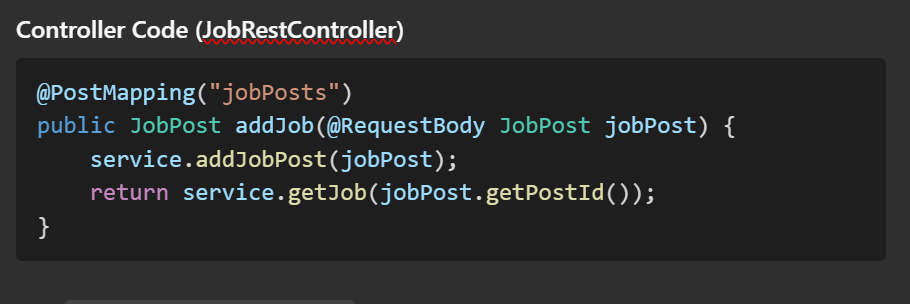 Controller Code (JobRestController)
@PostMapping("jobPosts")
public JobPost addJob(@RequestBody JobPost jobPost) {
    service.addJobPost(jobPost);
    return service.getJob(jobPost.getPostId());
}